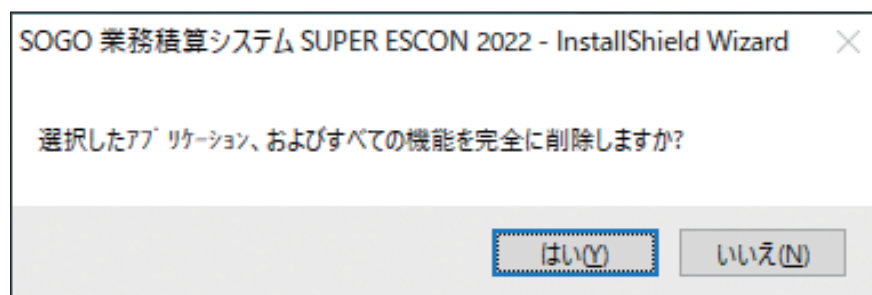 SOGO 業務積算システム SUPER ESCON 2022 - InstallShield Wizard
選択したｱﾌﾟﾘｹｰｼｮﾝ、およびすべての機能を完全に削除しますか?
はい(Y)
いいえ(N)